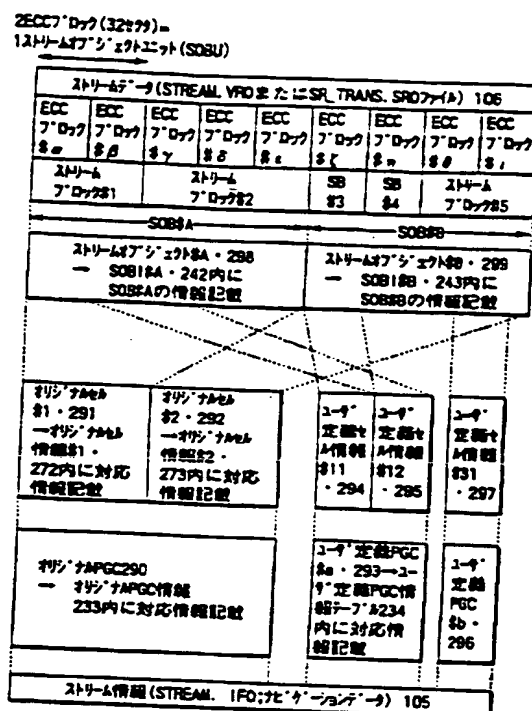 2ECCブロック(32セクタ)=
1ストリームオブジェクトユニット(SOBU)
ストリームデータ(STREAM. VROまたはSR_TRANS. SROファイル) 106
ECC ECC ECC ECC ECC ECC ECC ECC ECC
ブロック ブロック ブロック ブロック ブロック ブロック ブロック ブロック ブロック
$α $β $γ $δ $ε $ζ $η $θ $ι
ストリーム ストリーム SB SB ストリーム
ブロック$1 ブロック$2 $3 $4 ブロック$5
SOB$A SOB$B
ストリームオブジェクト$A・298
→ SOBI$A・242内に
SOB$Aの情報記載
ストリームオブジェクト$B・299
→ SOBI$B・243内に
SOB$Bの情報記載
オリジナルセル
$1・291
→オリジナルセル
情報$1・
272内に対応
情報記載
オリジナルセル
$2・292
→オリジナルセル
情報$2・
273内に対応
情報記載
ユーザ
定義セ
ル情報
$11
・294
ユーザ
定義セ
ル情報
$12
・295
ユーザ
定義セ
ル情報
$31
・297
オリジナルPGC290
→ オリジナルPGC情報
233内に対応情報記載
ユーザ定義PGC
$a・293→ユー
ザ定義PGC情
報テーブル234
内に対応情
報記載
ユーザ
定義
PGC
$b・
296
ストリーム情報(STREAM. IFO;ナビゲーションデータ) 105